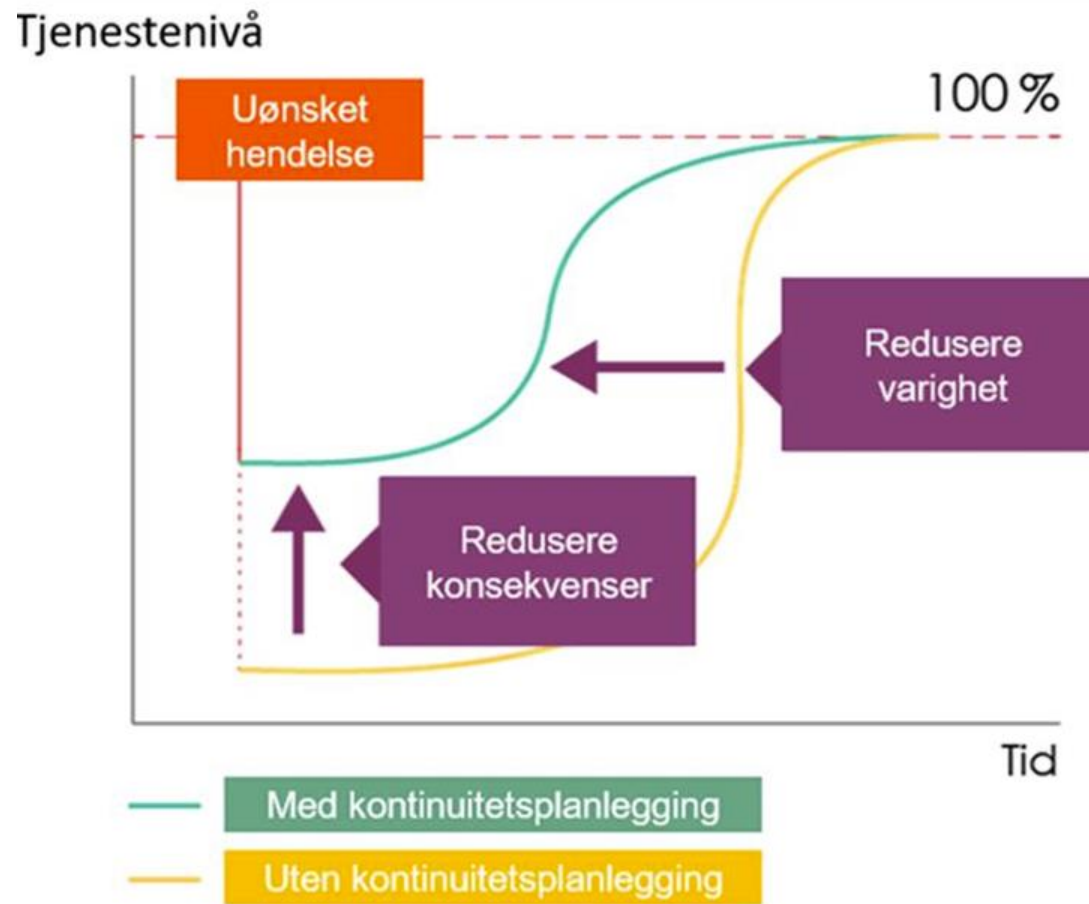 Tjenestenivå
Uønsket
hendelse
100 %
Redusere
varighet
Redusere
konsekvenser
Tid
Med kontinuitetsplanlegging
Uten kontinuitetsplanlegging